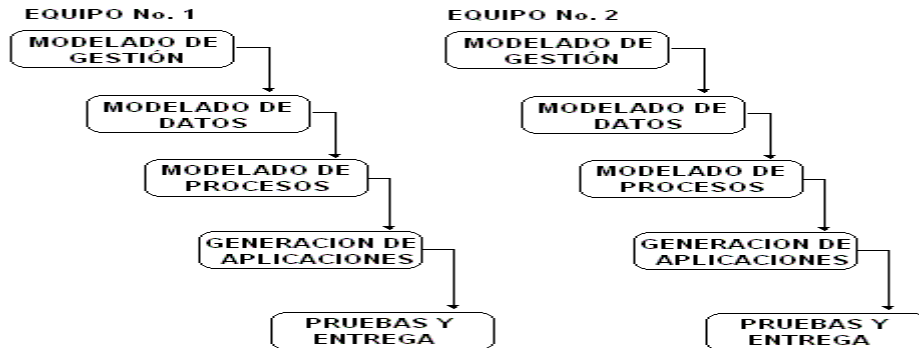 EQUIPO No. 1
MODELADO DE
GESTIÓN
MODELADO DE
DATOS
MODELADO DE
PROCESOS
GENERACION DE
APLICACIONES
PRUEBAS Y
ENTREGA
EQUIPO No. 2
MODELADO DE
GESTIÓN
MODELADO DE
DATOS
MODELADO DE
PROCESOS
GENERACION DE
APLICACIONES
PRUEBAS Y
ENTREGA